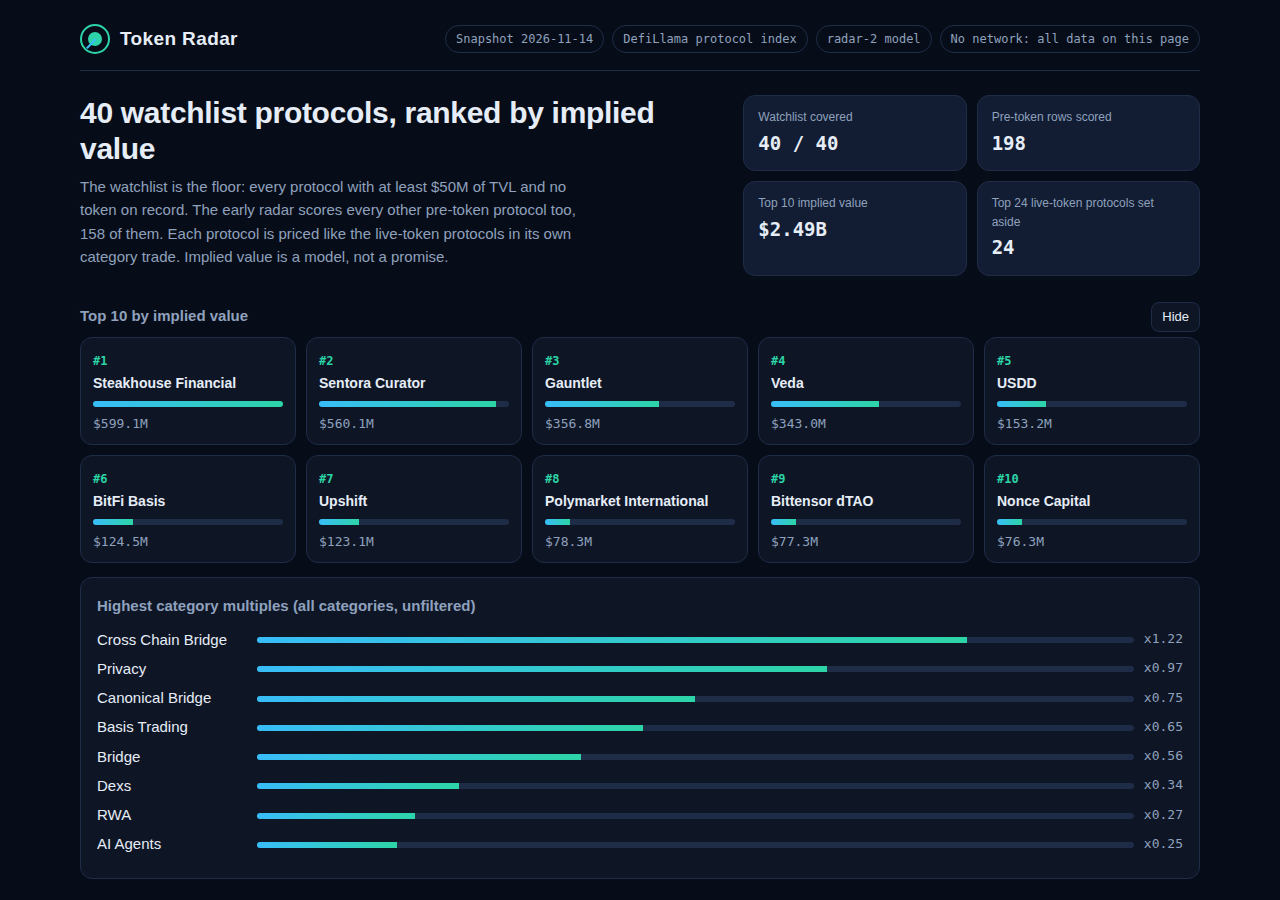 Token Radar
Snapshot 2026-11-14
DefiLlama protocol index
radar-2 model
No network: all data on this page
40 watchlist protocols, ranked by implied
value
The watchlist is the floor: every protocol with at least $50M of TVL and no
token on record. The early radar scores every other pre-token protocol too,
158 of them. Each protocol is priced like the live-token protocols in its own
category trade. Implied value is a model, not a promise.
Watchlist covered
40 / 40
Pre-token rows scored
198
Top 10 implied value
$2.49B
Top 24 live-token protocols set
aside
24
Top 10 by implied value
Hide
#1
Steakhouse Financial
$599.1M
#2
Sentora Curator
$560.1M
#3
Gauntlet
$356.8M
#4
Veda
$343.0M
#5
USDD
$153.2M
#6
BitFi Basis
$124.5M
#7
Upshift
$123.1M
#8
Polymarket International
$78.3M
#9
Bittensor dTAO
$77.3M
#10
Nonce Capital
$76.3M
Highest category multiples (all categories, unfiltered)
Cross Chain Bridge x1.22
Privacy x0.97
Canonical Bridge x0.75
Basis Trading x0.65
Bridge x0.56
Dexs x0.34
RWA x0.27
AI Agents x0.25